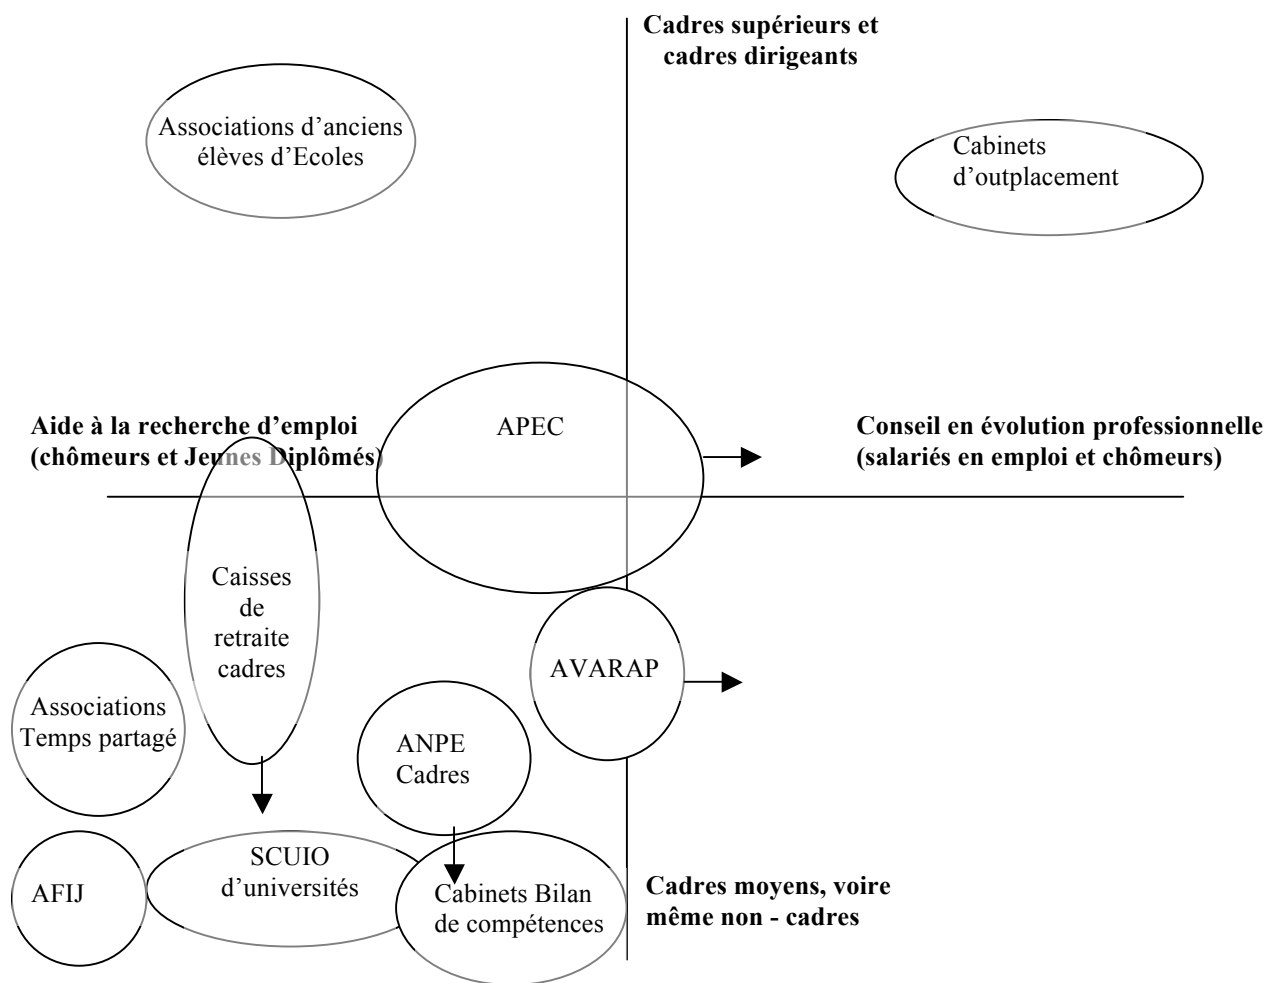 Cadres supérieurs et
cadres dirigeants
Associations d’anciens
élèves d’Ecoles
Cabinets
d’outplacement
Aide à la recherche d’emploi
(chômeurs et Jeunes Diplômés)
APEC
Conseil en évolution professionnelle
(salariés en emploi et chômeurs)
Caisses
de
retraite
cadres
AVARAP
Associations
Temps partagé
ANPE
Cadres
SCUIO
d’universités
AFIJ
Cabinets Bilan
de compétences
Cadres moyens, voire
même non - cadres